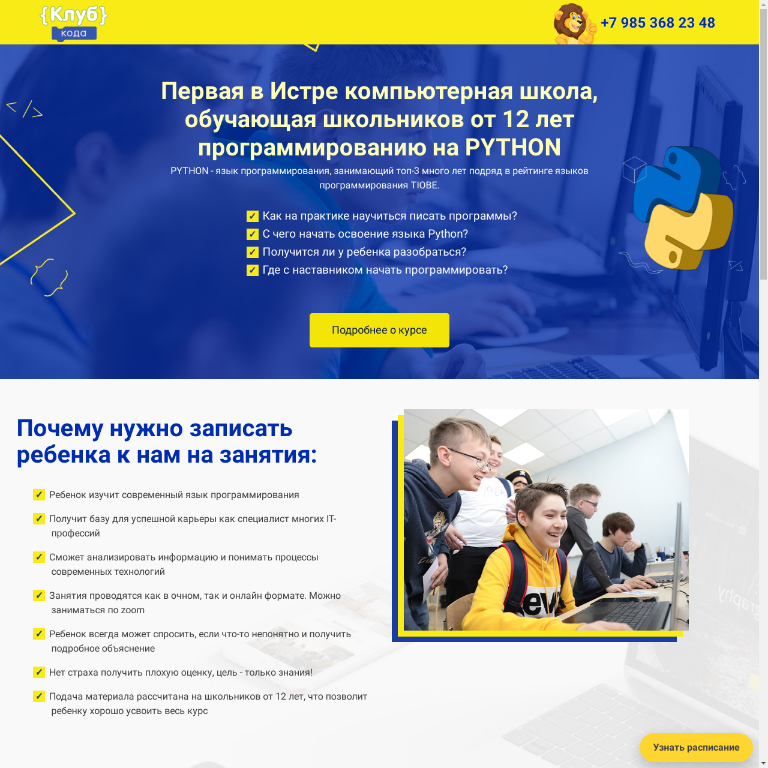 {Клуб}
кода
+7 985 368 23 48
</>
Первая в Истре компьютерная школа,
обучающая школьников от 12 лет
программированию на PYTHON
PYTHON - язык программирования, занимающий топ-3 много лет подряд в рейтинге языков
программирования TIOBE.
✓ Как на практике научиться писать программы?
✓ С чего начать освоение языка Python?
✓ Получится ли у ребенка разобраться?
✓ Где с наставником начать программировать?
Подробнее о курсе
Почему нужно записать
ребенка к нам на занятия:
✓ Ребенок изучит современный язык программирования
✓ Получит базу для успешной карьеры как специалист многих IT-
профессий
✓ Сможет анализировать информацию и понимать процессы
современных технологий
✓ Занятия проводятся как в очном, так и онлайн формате. Можно
заниматься по zoom
✓ Ребенок всегда может спросить, если что-то непонятно и получить
подробное объяснение
✓ Нет страха получить плохую оценку, цель - только знания!
✓ Подача материала рассчитана на школьников от 12 лет, что позволит
ребенку хорошо усвоить весь курс
Узнать расписание